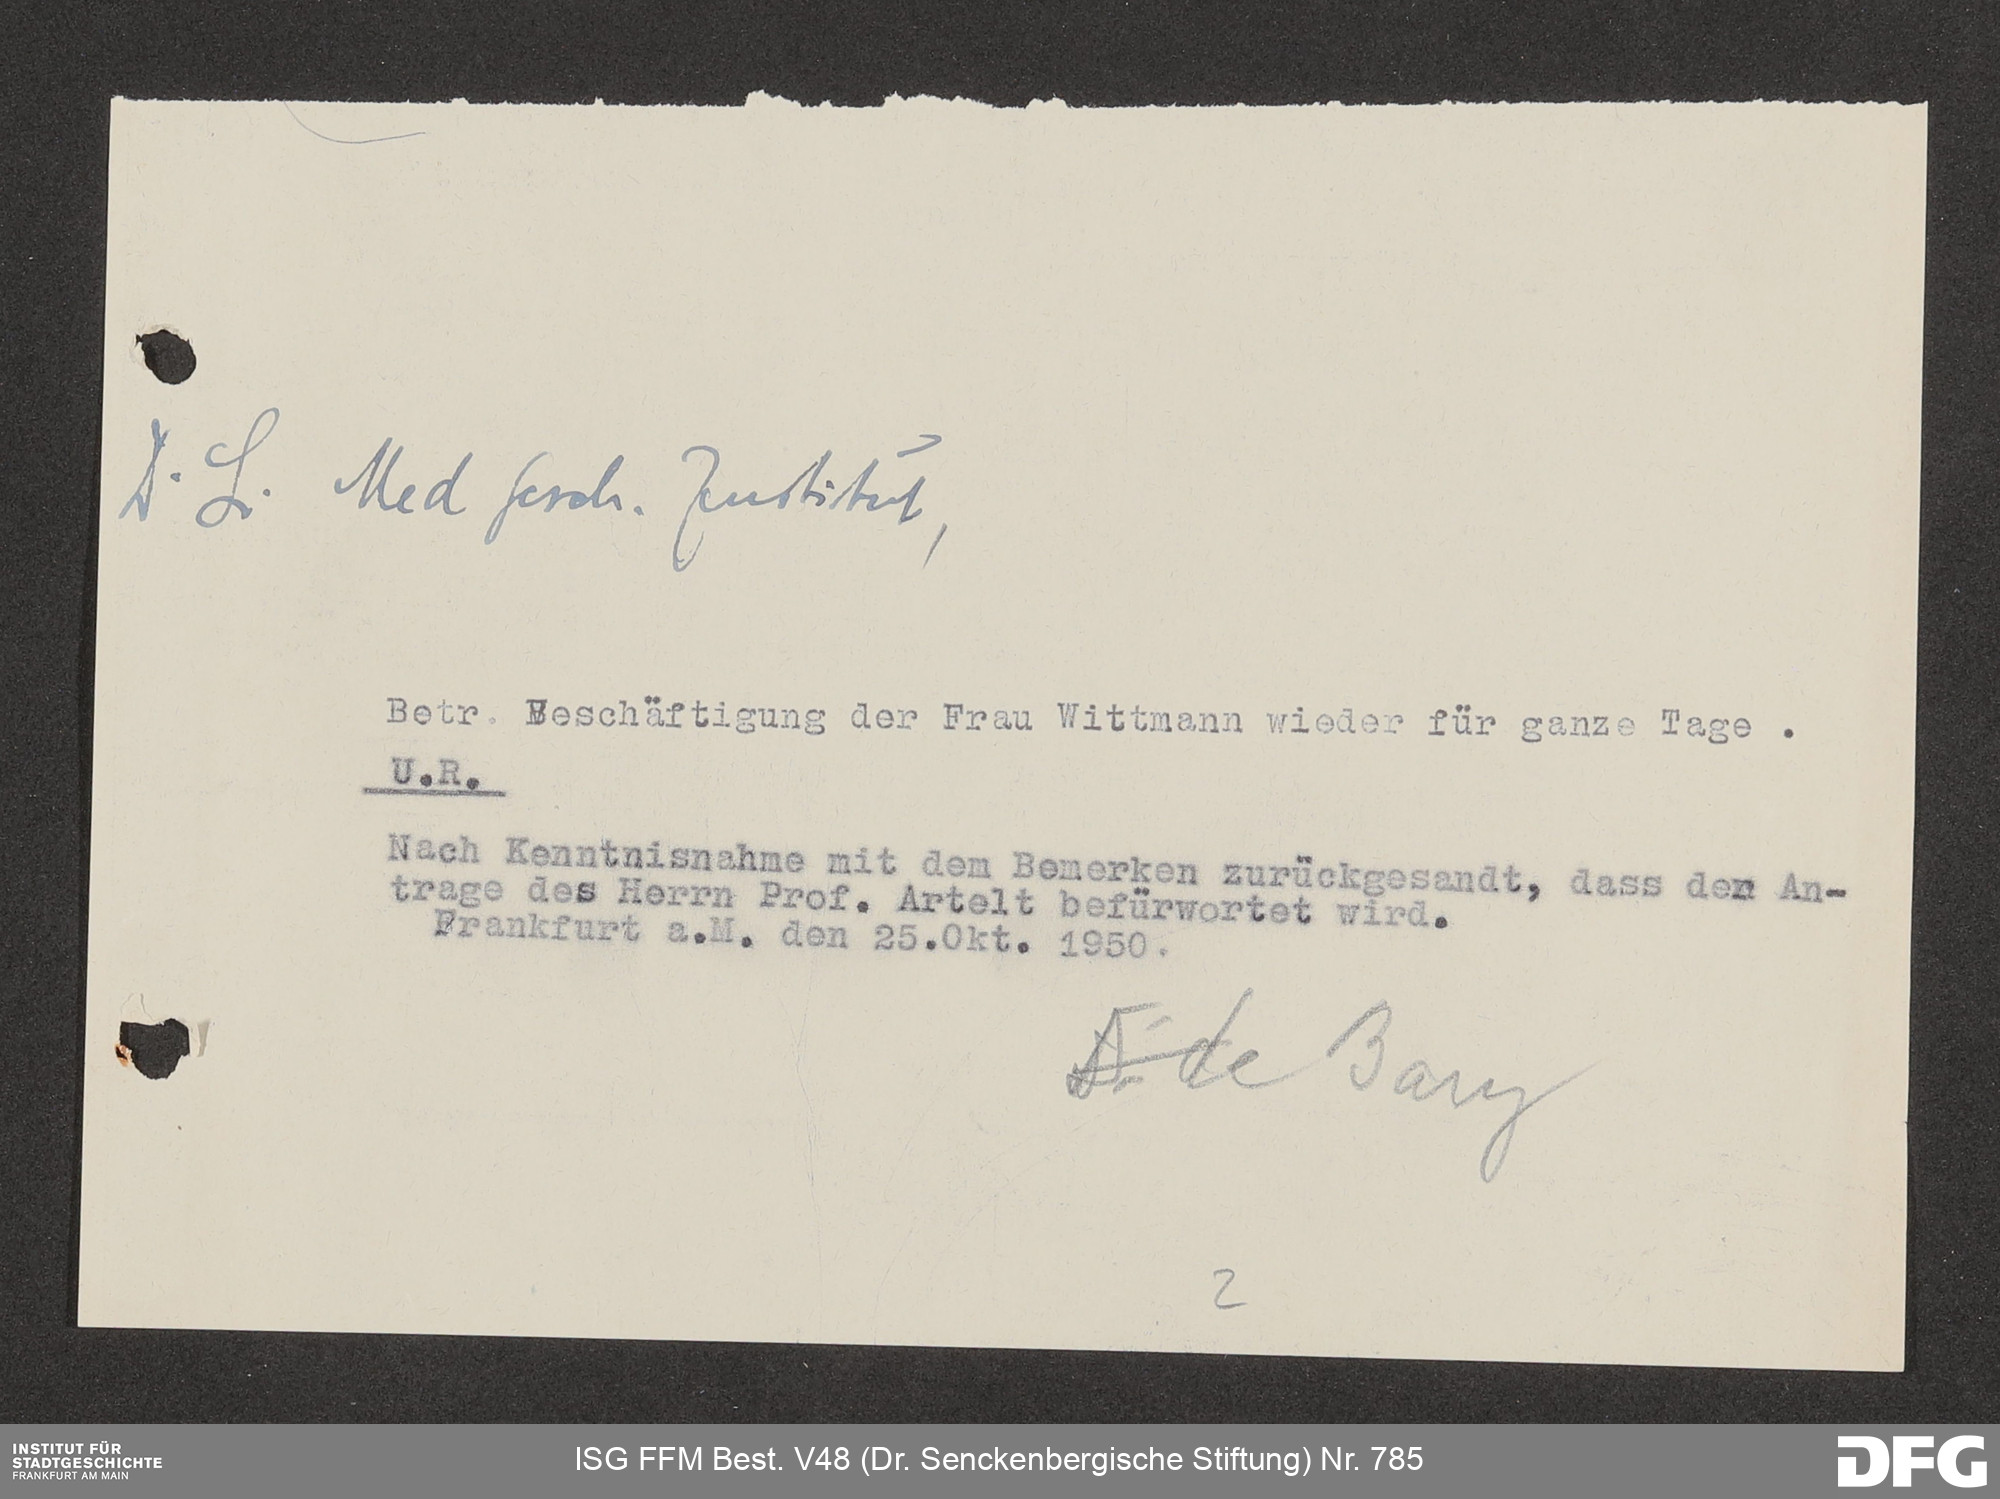 D. L. Med Gesch. Institut,
Betr. Beschäftigung der Frau Wittmann wieder für ganze Tage .
U.R.
Nach Kenntnisnahme mit dem Bemerken zurückgesandt, dass den An-
trage des Herrn Prof. Artelt befürwortet wird.
Frankfurt a.M. den 25.Okt. 1950.
Dr. de Bary
2
INSTITUT FÜR
STADTGESCHICHTE
FRANKFURT AM MAIN
ISG FFM Best. V48 (Dr. Senckenbergische Stiftung) Nr. 785
DFG